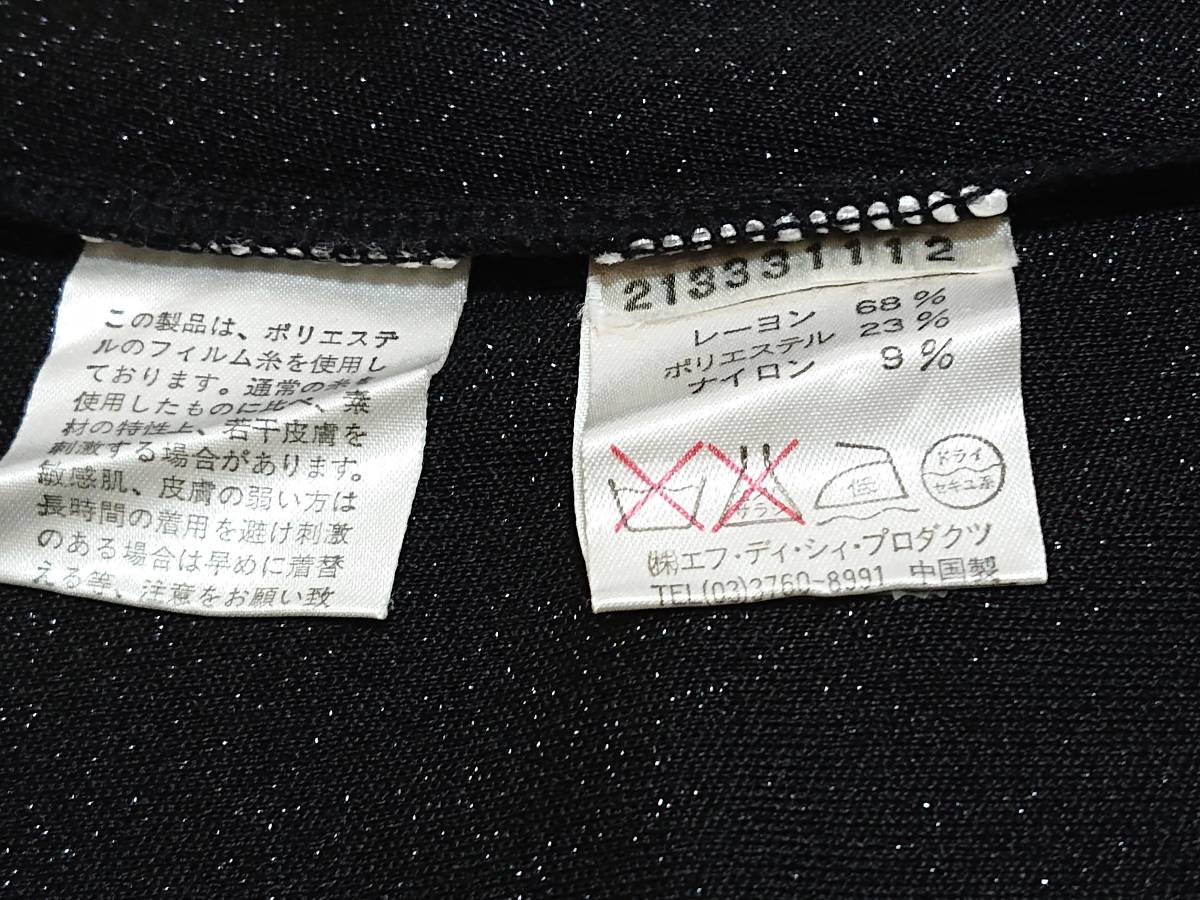 この製品は、ポリエステ
ルのフィルム糸を使用し
ております。通常の糸を
使用したものに比べ、素
材の特性上、若干皮膚を
刺激する場合があります。
敏感肌、皮膚の弱い方は
長時間の着用を避け刺激
のある場合は早めに着替
える等、注意をお願い致
213331112
レーヨン 68%
ポリエステル 23%
ナイロン 9%
サラシ
低
ドライ
セキユ系
(株)エフ・ディ・シィ・プロダクツ
TEL(03)3760-8991 中国製